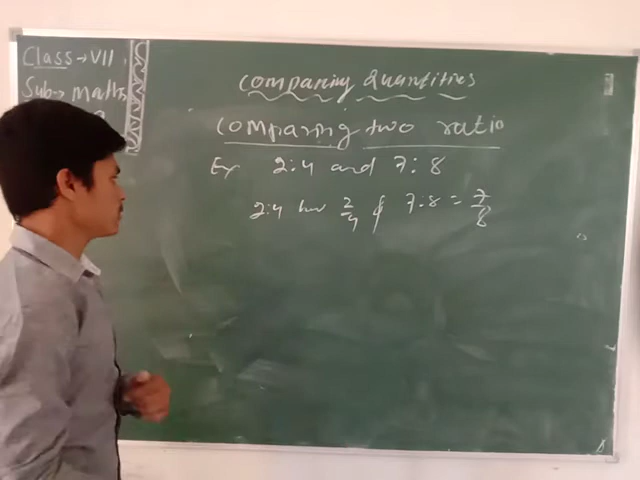 Class → VII
Sub → maths
Comparing Quantities
Comparing two ratio
Ex 2:4 and 7:8
2:4 = 2/4 & 7:8 = 7/8